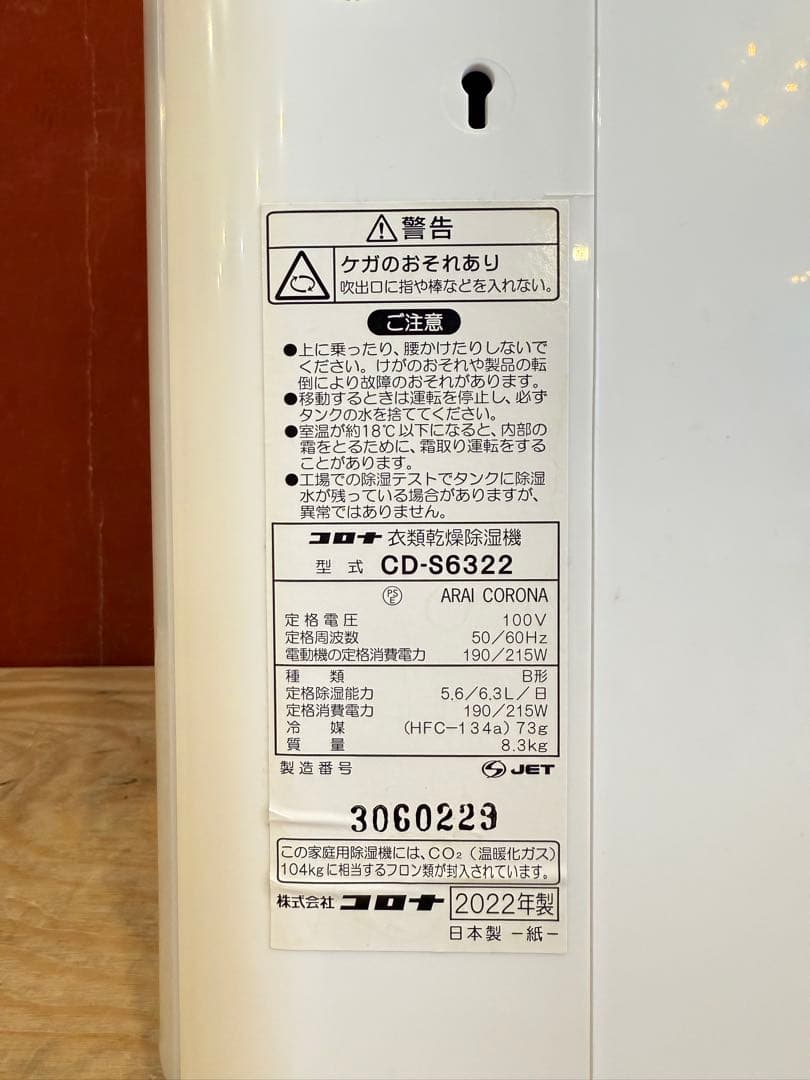 警告
ケガのおそれあり
吹出口に指や棒などを入れない。
ご注意
●上に乗ったり、腰かけたりしないで
ください。けがのおそれや製品の転
倒により故障のおそれがあります。
●移動するときは運転を停止し、必ず
タンクの水を捨ててください。
●室温が約18℃以下になると、内部の
霜をとるために、霜取り運転をする
ことがあります。
●工場での除湿テストでタンクに除湿
水が残っている場合がありますが、
異常ではありません。
コロナ 衣類乾燥除湿機
型式 CD-S6322
PSE ARAI CORONA
定格電圧 100V
定格周波数 50/60Hz
電動機の定格消費電力 190/215W
種類 B形
定格除湿能力 5.6/6.3L/日
定格消費電力 190/215W
冷媒 (HFC-134a) 73g
質量 8.3kg
製造番号 JET
3060229
この家庭用除湿機には、CO₂(温暖化ガス)
104kgに相当するフロン類が封入されています。
株式会社 コロナ 2022年製
日本製 -紙-